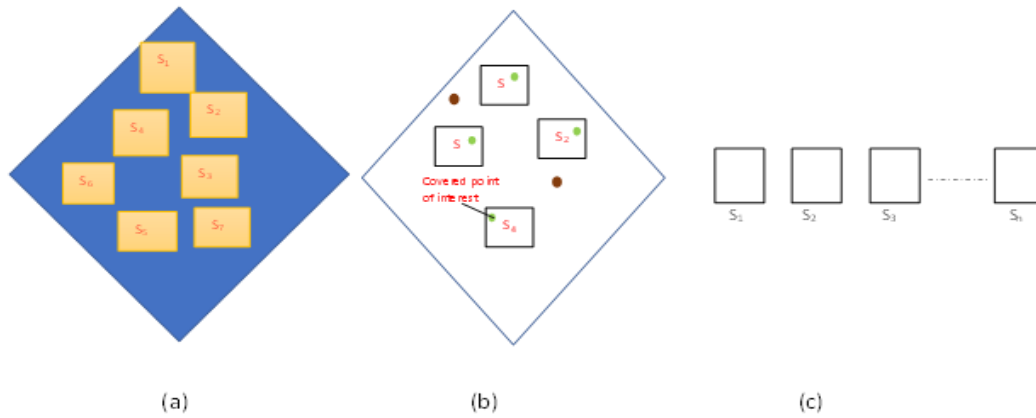 S₁
S₂
S₄
S₃
S₆
S₅
S₇
S
S
S₂
Covered point
of interest
S₄
S₁
S₂
S₃
Sₙ
(a)
(b)
(c)